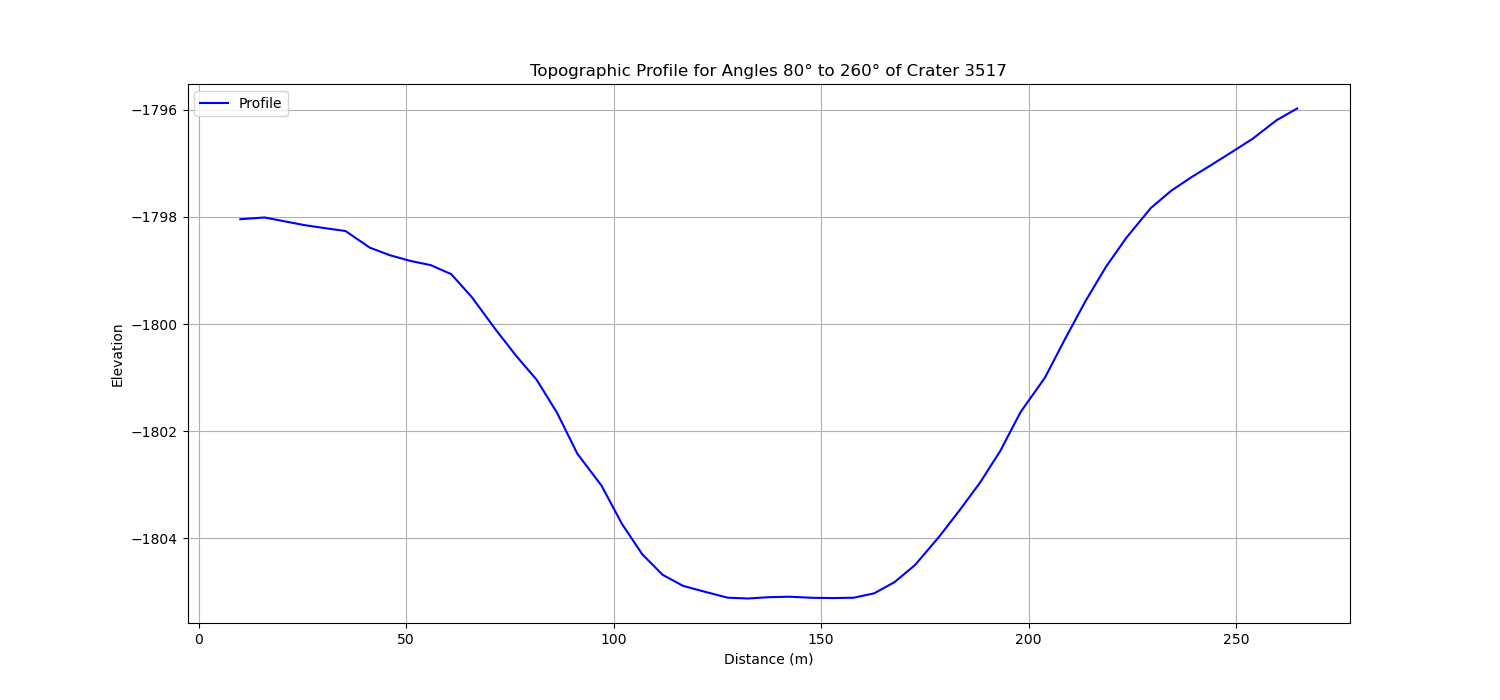 Topographic Profile for Angles 80° to 260° of Crater 3517
Profile
−1796
−1798
−1800
−1802
−1804
Elevation
0 50 100 150 200 250
Distance (m)